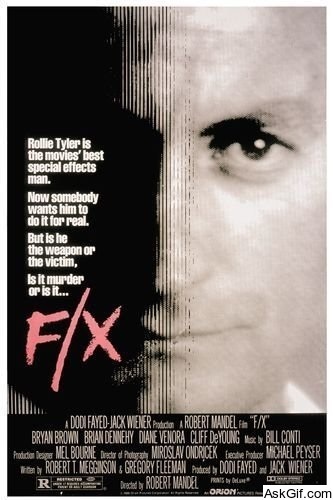 Rollie Tyler is
the movies' best
special effects
man.
Now somebody
wants him to
do it for real.
But is he
the weapon or
the victim,
Is it murder
or is it...
F/X
A DODI FAYED-JACK WIENER Production A ROBERT MANDEL Film "F/X"
BRYAN BROWN BRIAN DENNEHY DIANE VENORA CLIFF DeYOUNG Music by BILL CONTI
Production Designer MEL BOURNE Director of Photography MIROSLAV ONDRICEK Executive Producer MICHAEL PEYSER
Written by ROBERT T. MEGGINSON & GREGORY FLEEMAN Produced by DODI FAYED and JACK WIENER
R RESTRICTED
Directed by ROBERT MANDEL PRINTS by DeLuxe
AN ORION PICTURES
AskGif.com